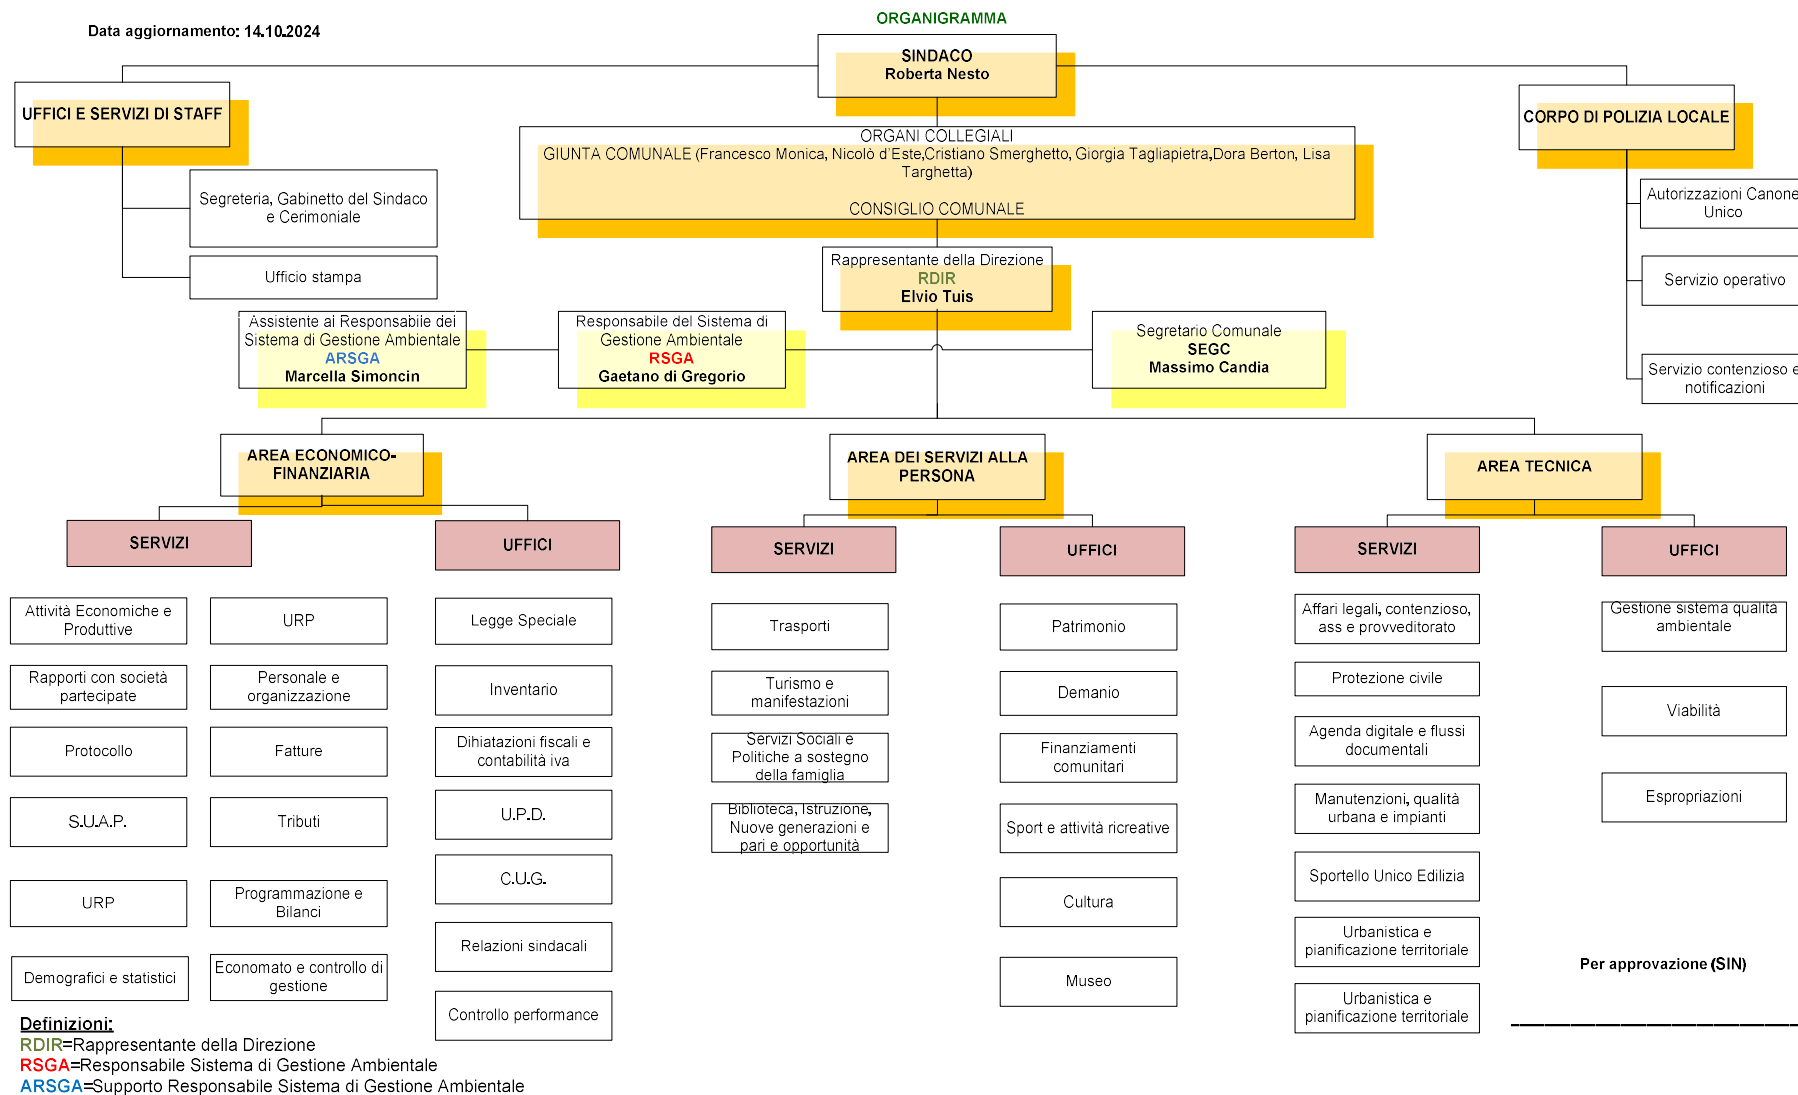 ORGANIGRAMMA
Data aggiornamento: 14.10.2024
SINDACO
Roberta Nesto
UFFICI E SERVIZI DI STAFF
CORPO DI POLIZIA LOCALE
ORGANI COLLEGIALI
GIUNTA COMUNALE (Francesco Monica, Nicolò d'Este,Cristiano Smerghetto, Giorgia Tagliapietra,Dora Berton, Lisa
Targhetta)
CONSIGLIO COMUNALE
Segreteria, Gabinetto del Sindaco
e Cerimoniale
Ufficio stampa
Autorizzazioni Canone
Unico
Servizio operativo
Servizio contenzioso e
notificazioni
Rappresentante della Direzione
RDIR
Elvio Tuis
Assistente al Responsabile del
Sistema di Gestione Ambientale
ARSGA
Marcella Simoncin
Responsabile del Sistema di
Gestione Ambientale
RSGA
Gaetano di Gregorio
Segretario Comunale
SEGC
Massimo Candia
AREA ECONOMICO-
FINANZIARIA
AREA DEI SERVIZI ALLA
PERSONA
AREA TECNICA
SERVIZI
UFFICI
SERVIZI
UFFICI
SERVIZI
UFFICI
Attività Economiche e
Produttive
Rapporti con società
partecipate
Protocollo
S.U.A.P.
URP
Demografici e statistici
URP
Personale e
organizzazione
Fatture
Tributi
Programmazione e
Bilanci
Economato e controllo di
gestione
Legge Speciale
Inventario
Dihiatazioni fiscali e
contabilità iva
U.P.D.
C.U.G.
Relazioni sindacali
Controllo performance
Trasporti
Turismo e
manifestazioni
Servizi Sociali e
Politiche a sostegno
della famiglia
Biblioteca, Istruzione,
Nuove generazioni e
pari e opportunità
Patrimonio
Demanio
Finanziamenti
comunitari
Sport e attività ricreative
Cultura
Museo
Affari legali, contenzioso,
ass e provveditorato
Protezione civile
Agenda digitale e flussi
documentali
Manutenzioni, qualità
urbana e impianti
Sportello Unico Edilizia
Urbanistica e
pianificazione territoriale
Urbanistica e
pianificazione territoriale
Gestione sistema qualità
ambientale
Viabilità
Espropriazioni
Per approvazione (SIN)
Definizioni:
RDIR=Rappresentante della Direzione
RSGA=Responsabile Sistema di Gestione Ambientale
ARSGA=Supporto Responsabile Sistema di Gestione Ambientale